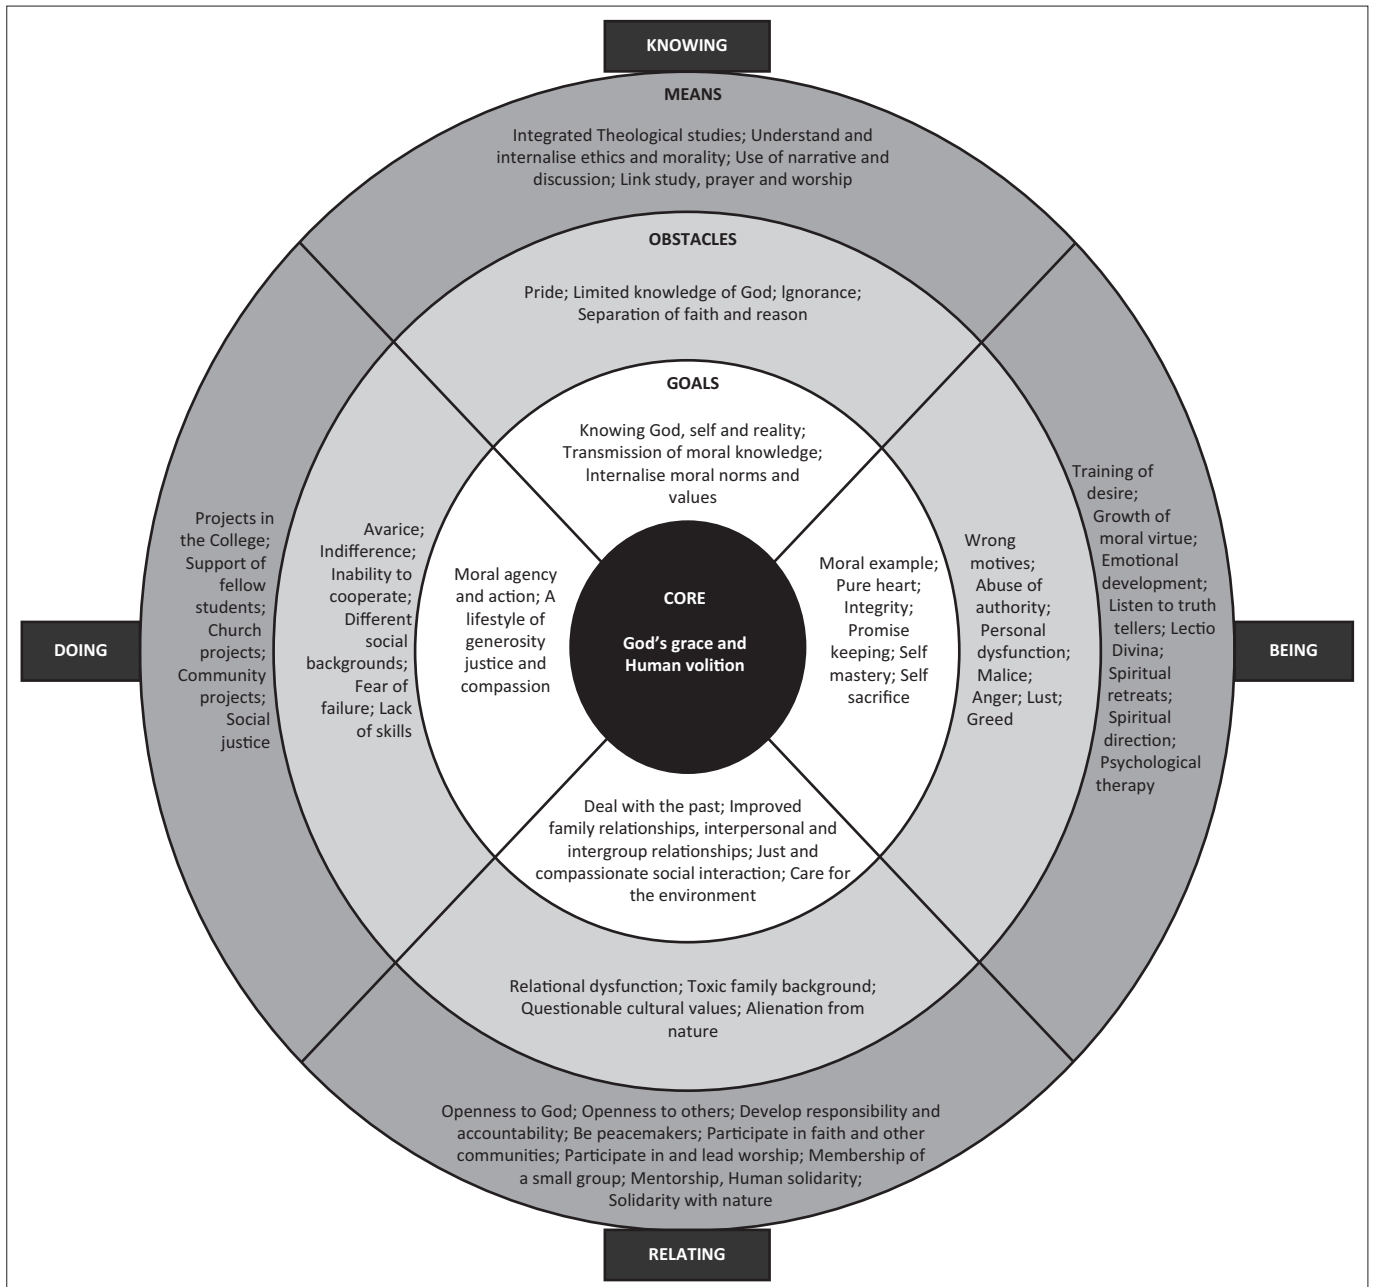 KNOWING
MEANS
Integrated Theological studies; Understand and
internalise ethics and morality; Use of narrative and
discussion; Link study, prayer and worship
OBSTACLES
Pride; Limited knowledge of God; Ignorance;
Separation of faith and reason
GOALS
Knowing God, self and reality;
Transmission of moral knowledge;
Internalise moral norms and
values
DOING
Projects in
the College;
Support of
fellow
students;
Church
projects;
Community
projects;
Social
justice
Avarice;
Indifference;
Inability to
cooperate;
Different
social
backgrounds;
Fear of
failure; Lack
of skills
Moral agency
and action; A
lifestyle of
generosity
justice and
compassion
CORE
God's grace and
Human volition
Moral example;
Pure heart;
Integrity;
Promise
keeping; Self
mastery; Self
sacrifice
Wrong
motives;
Abuse of
authority;
Personal
dysfunction;
Malice;
Anger; Lust;
Greed
Training of
desire;
Growth of
moral virtue;
Emotional
development;
Listen to truth
tellers; Lectio
Divina;
Spiritual
retreats;
Spiritual
direction;
Psychological
therapy
BEING
Deal with the past; Improved
family relationships, interpersonal and
intergroup relationships; Just and
compassionate social interaction; Care for
the environment
Relational dysfunction; Toxic family background;
Questionable cultural values; Alienation from
nature
Openness to God; Openness to others; Develop responsibility and
accountability; Be peacemakers; Participate in faith and other
communities; Participate in and lead worship; Membership of
a small group; Mentorship, Human solidarity;
Solidarity with nature
RELATING